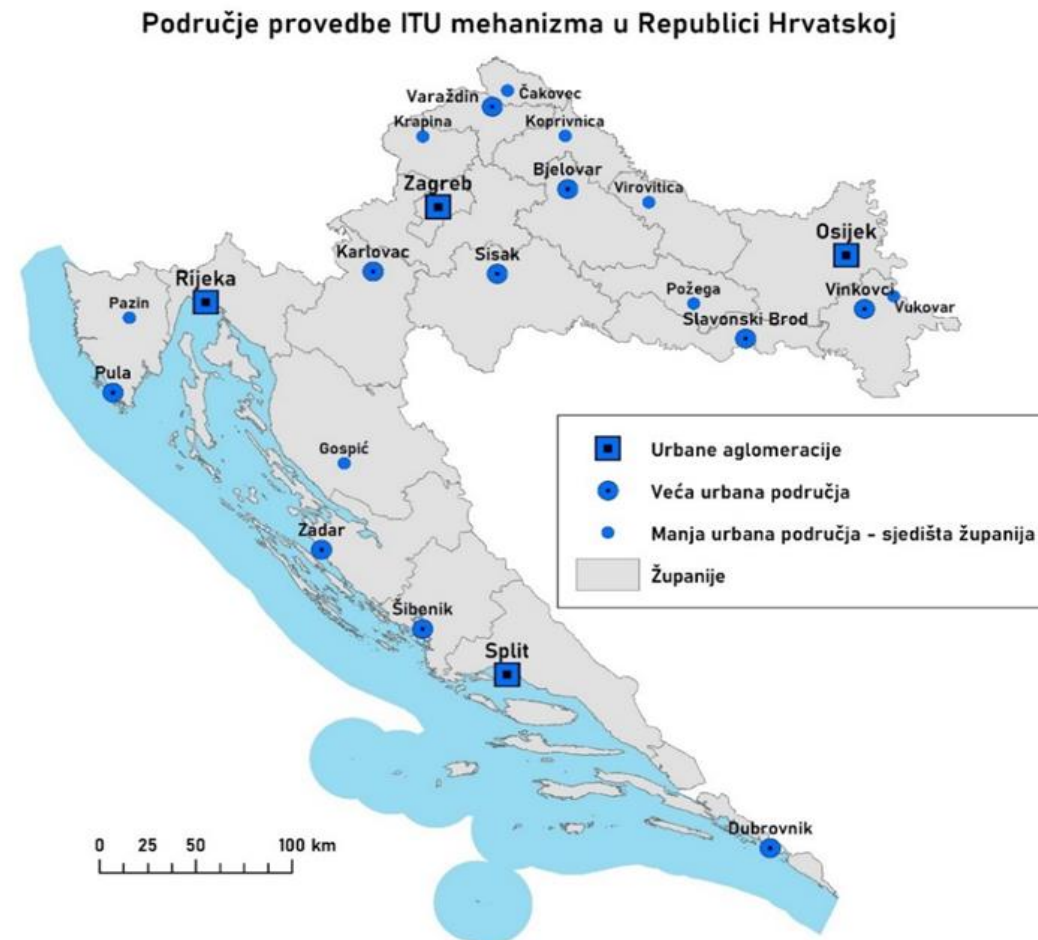 Područje provedbe ITU mehanizma u Republici Hrvatskoj
Čakovec
Varaždin
Krapina
Koprivnica
Bjelovar
Zagreb
Virovitica
Osijek
Karlovac
Sisak
Rijeka
Požega
Vinkovci
Pazin
Vukovar
Slavonski Brod
Pula
Gospić
Urbane aglomeracije
Veća urbana područja
Zadar
Manja urbana područja - sjedišta županija
Županije
Šibenik
Split
Dubrovnik
0 25 50 100 km